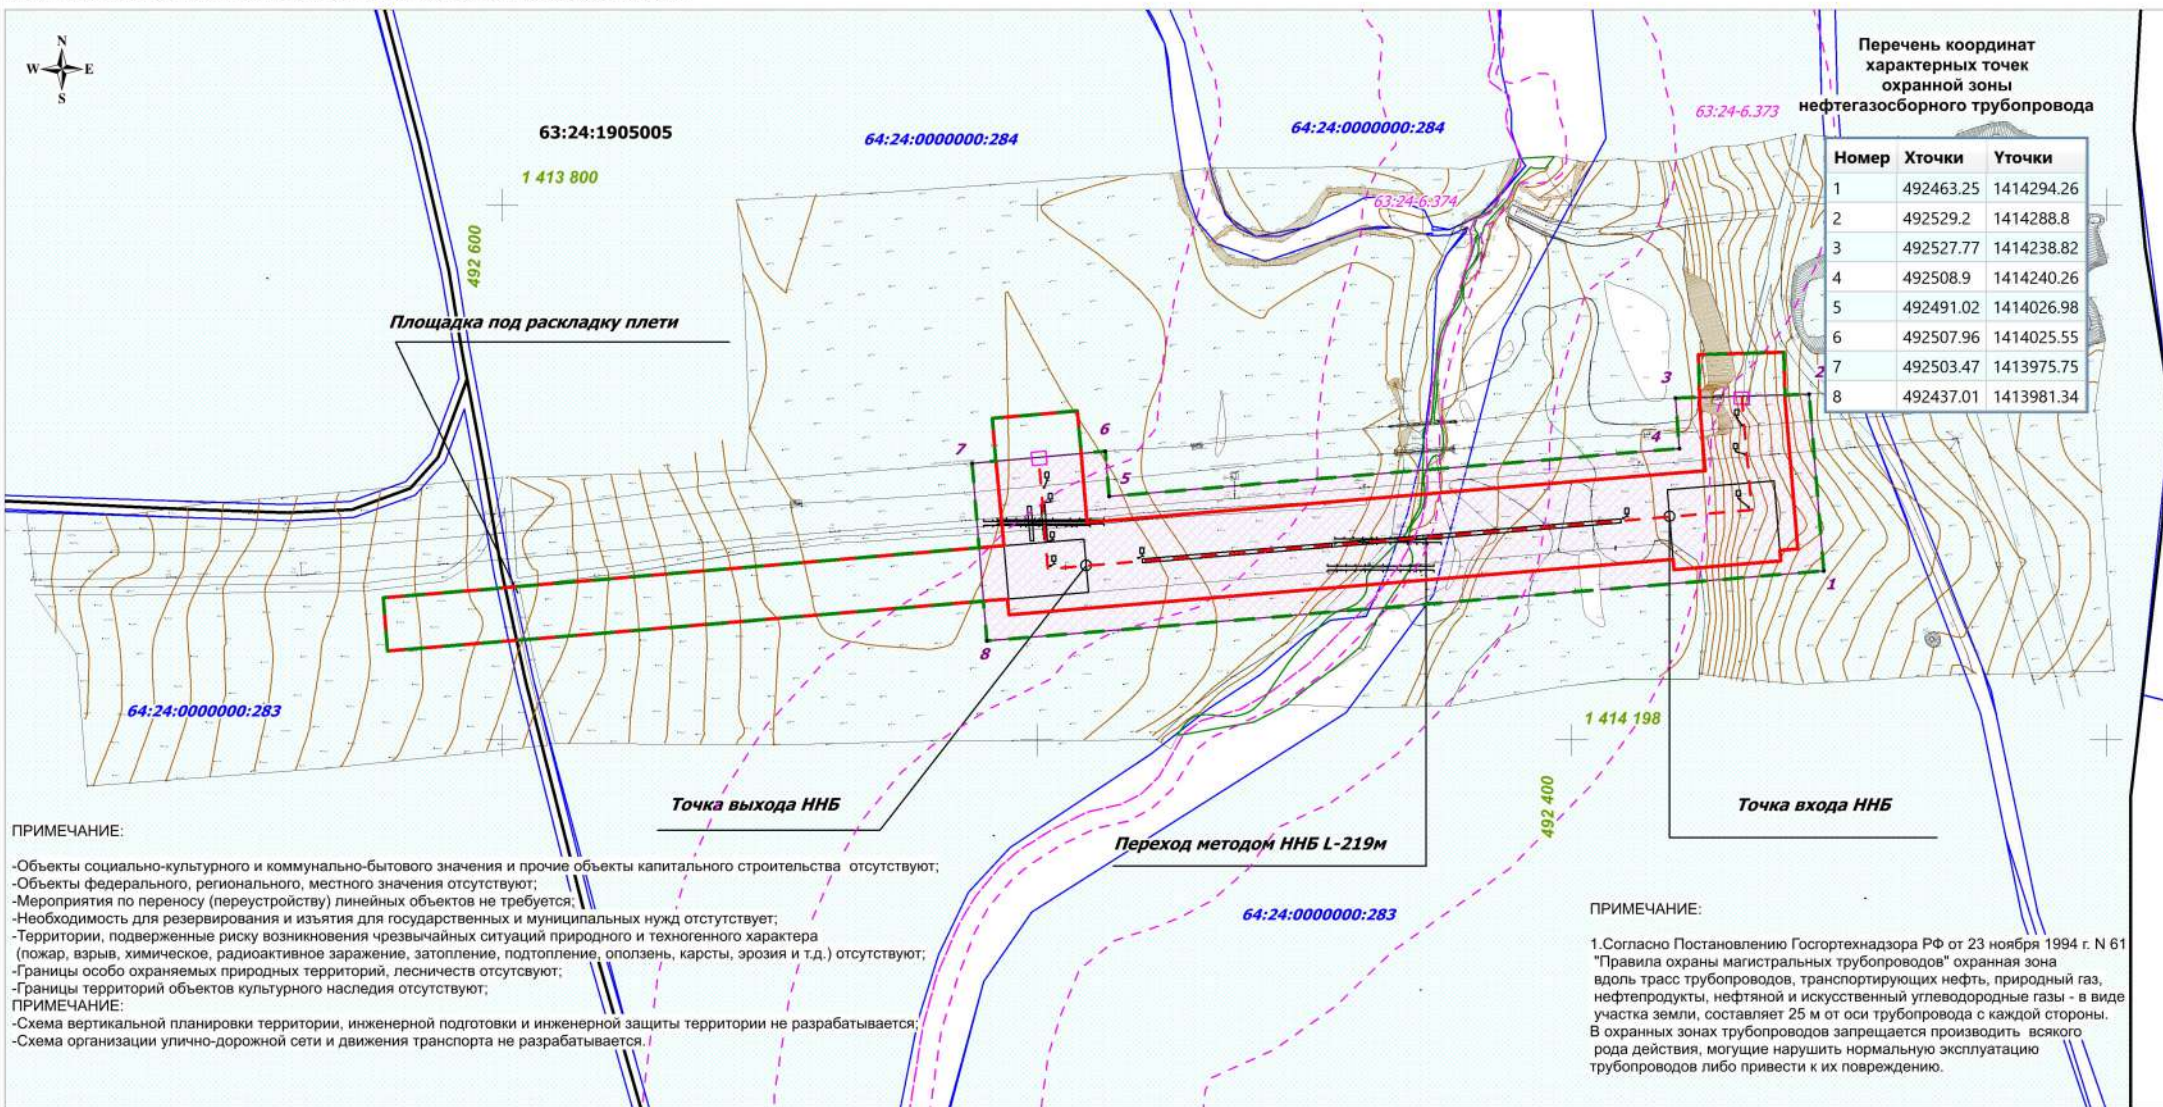 N
W E
S
63:24:1905005
64:24:0000000:284
64:24:0000000:284
63:24-6.373
63:24-6.374
1 413 800
492 600
Перечень координат
характерных точек
охранной зоны
нефтегазосборного трубопровода
Номер Xточки Yточки
1 492463.25 1414294.26
2 492529.2 1414288.8
3 492527.77 1414238.82
4 492508.9 1414240.26
5 492491.02 1414026.98
6 492507.96 1414025.55
7 492503.47 1413975.75
8 492437.01 1413981.34
Площадка под раскладку плети
3
2
6
4
7
5
1
8
64:24:0000000:283
1 414 198
492 400
Точка выхода ННБ
Переход методом ННБ L-219м
Точка входа ННБ
64:24:0000000:283
ПРИМЕЧАНИЕ:
-Объекты социально-культурного и коммунально-бытового значения и прочие объекты капитального строительства отсутствуют;
-Объекты федерального, регионального, местного значения отсутствуют;
-Мероприятия по переносу (переустройству) линейных объектов не требуется;
-Необходимость для резервирования и изъятия для государственных и муниципальных нужд отстутствует;
-Территории, подверженные риску возникновения чрезвычайных ситуаций природного и техногенного характера
(пожар, взрыв, химическое, радиоактивное заражение, затопление, подтопление, оползень, карсты, эрозия и т.д.) отсутствуют;
-Границы особо охраняемых природных территорий, лесничеств отсутсвуют;
-Границы территорий объектов культурного наследия отсутствуют;
ПРИМЕЧАНИЕ:
-Схема вертикальной планировки территории, инженерной подготовки и инженерной защиты территории не разрабатывается;
-Схема организации улично-дорожной сети и движения транспорта не разрабатывается.
ПРИМЕЧАНИЕ:
1.Согласно Постановлению Госгортехнадзора РФ от 23 ноября 1994 г. N 61
"Правила охраны магистральных трубопроводов" охранная зона
вдоль трасс трубопроводов, транспортирующих нефть, природный газ,
нефтепродукты, нефтяной и искусственный углеводородные газы - в виде
участка земли, составляет 25 м от оси трубопровода с каждой стороны.
В охранных зонах трубопроводов запрещается производить всякого
рода действия, могущие нарушить нормальную эксплуатацию
трубопроводов либо привести к их повреждению.